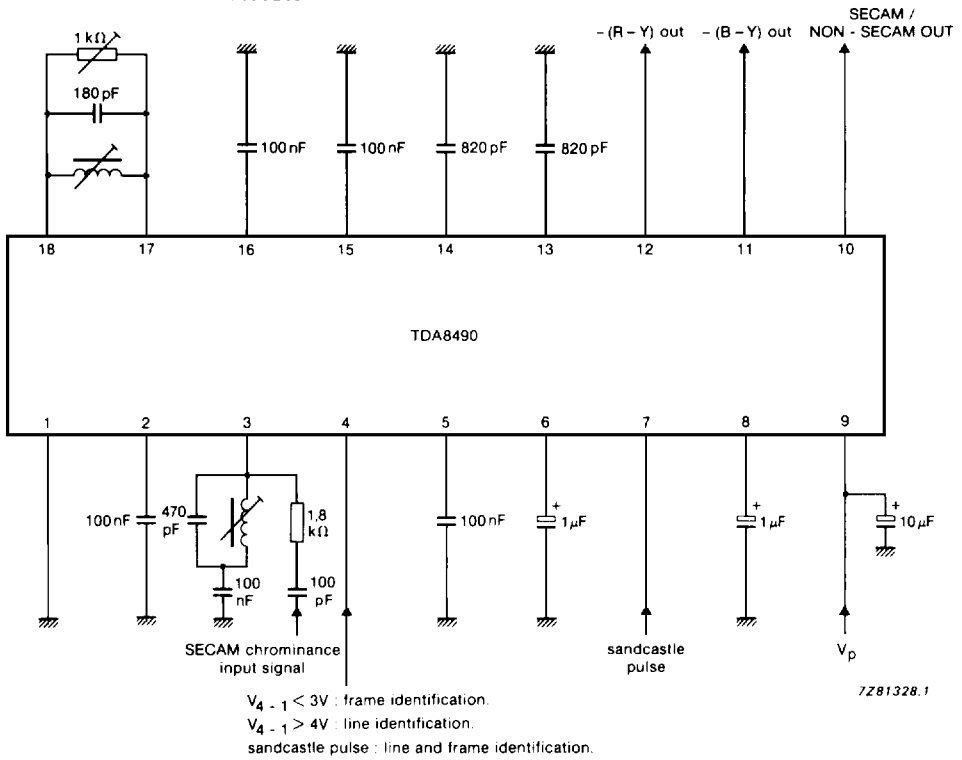 SECAM /
- (R - Y) out - (B - Y) out NON - SECAM OUT
1 kΩ
180 pF
100 nF 100 nF 820 pF 820 pF
18 17 16 15 14 13 12 11 10
TDA8490
1 2 3 4 5 6 7 8 9
100 nF 470 pF 1,8 kΩ 100 nF + 1 µF + 1 µF + 10 µF
100 nF 100 pF
SECAM chrominance
input signal
sandcastle
pulse
Vp
7Z81328.1
V4 - 1 < 3V : frame identification.
V4 - 1 > 4V : line identification.
sandcastle pulse : line and frame identification.